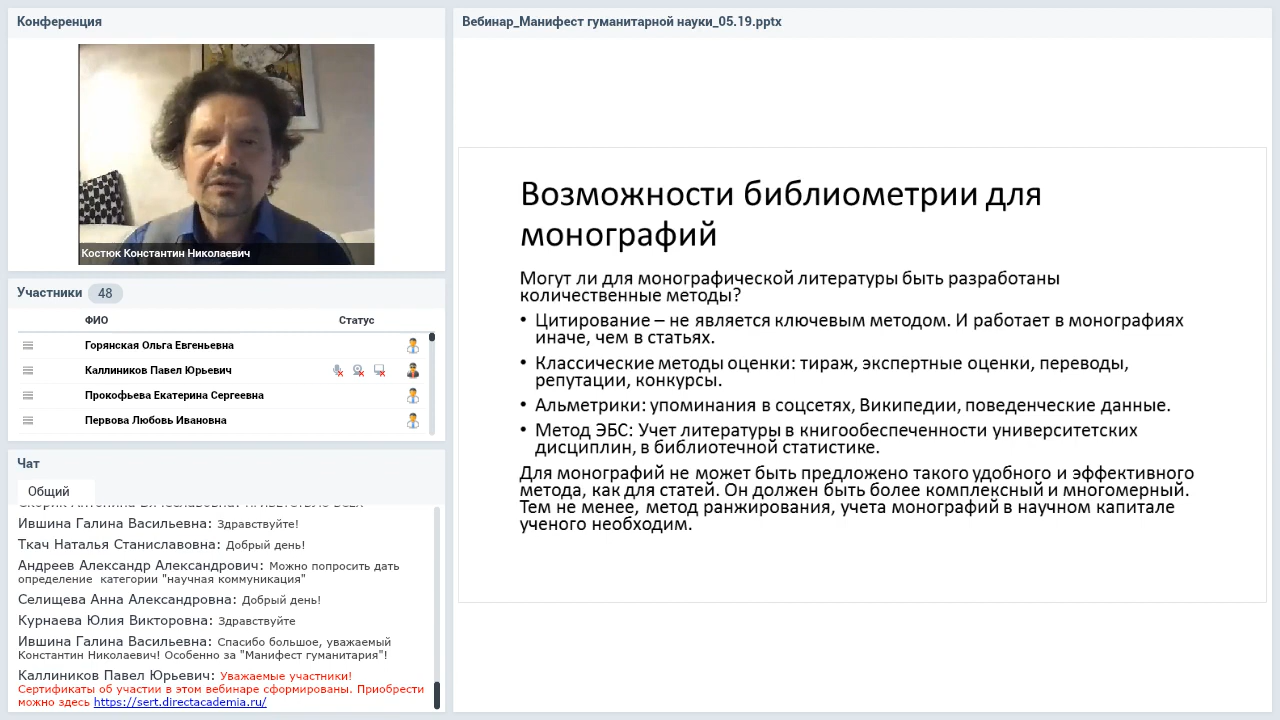 Конференция
Костюк Константин Николаевич
Участники 48
ФИО Статус
Горянская Ольга Евгеньевна
Каллиников Павел Юрьевич
Прокофьева Екатерина Сергеевна
Первова Любовь Ивановна
Чат
Общий
Ившина Галина Васильевна: Здравствуйте!
Ткач Наталья Станиславовна: Добрый день!
Андреев Александр Александрович: Можно попросить дать
определение категории "научная коммуникация"
Селищева Анна Александровна: Добрый день!
Курнаева Юлия Викторовна: Здравствуйте
Ившина Галина Васильевна: Спасибо большое, уважаемый
Константин Николаевич! Особенно за "Манифест гуманитария"!
Каллиников Павел Юрьевич: Уважаемые участники!
Сертификаты об участии в этом вебинаре сформированы. Приобрести
можно здесь https://sert.directacademia.ru/
Вебинар_Манифест гуманитарной науки_05.19.pptx
Возможности библиометрии для
монографий
Могут ли для монографической литературы быть разработаны
количественные методы?
• Цитирование – не является ключевым методом. И работает в монографиях
иначе, чем в статьях.
• Классические методы оценки: тираж, экспертные оценки, переводы,
репутации, конкурсы.
• Альметрики: упоминания в соцсетях, Википедии, поведенческие данные.
• Метод ЭБС: Учет литературы в книгообеспеченности университетских
дисциплин, в библиотечной статистике.
Для монографий не может быть предложено такого удобного и эффективного
метода, как для статей. Он должен быть более комплексный и многомерный.
Тем не менее, метод ранжирования, учета монографий в научном капитале
ученого необходим.